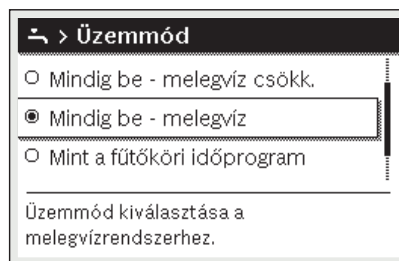 > Üzemmód
Mindig be - melegvíz csökk.
Mindig be - melegvíz
Mint a fűtőköri időprogram
Üzemmód kiválasztása a
melegvízrendszerhez.